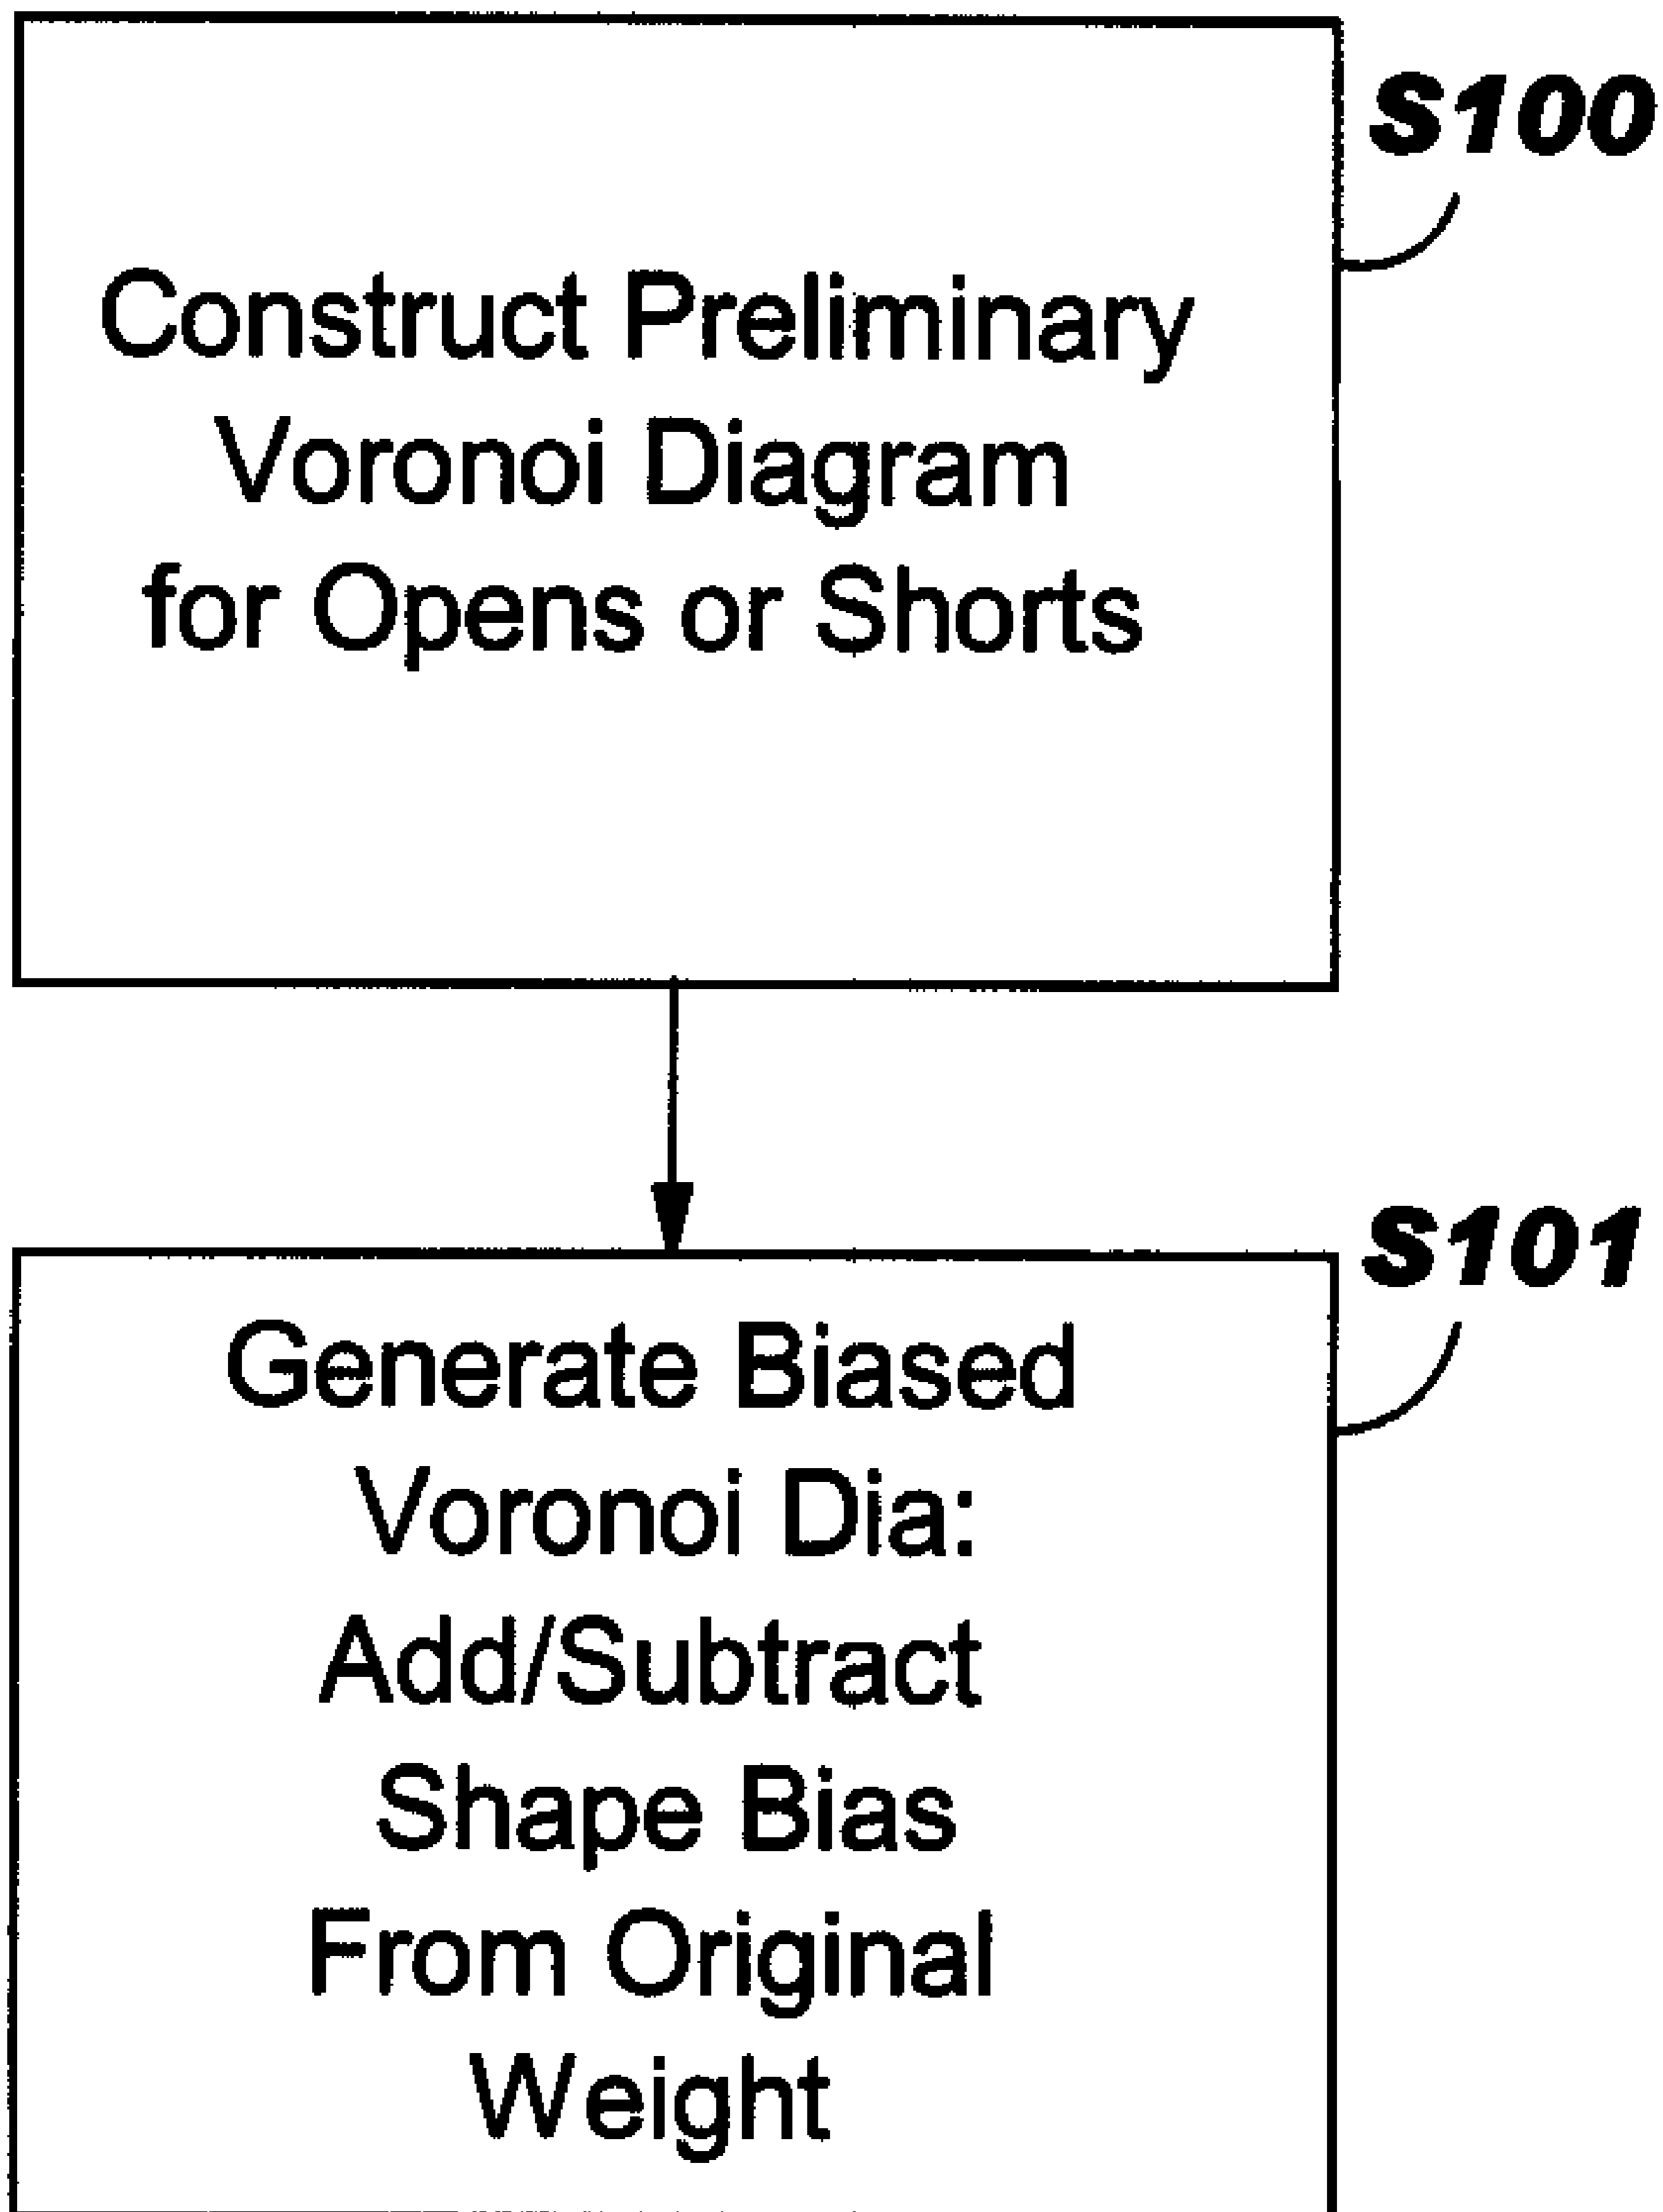 S100
Construct Preliminary
Voronoi Diagram
for Opens or Shorts
S101
Generate Biased
Voronoi Dia:
Add/Subtract
Shape Bias
From Original
Weight